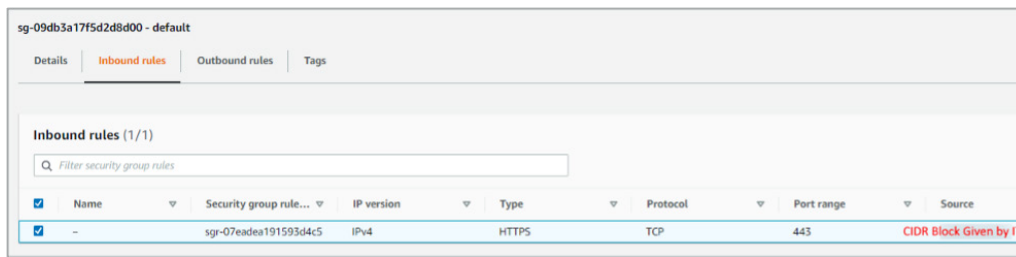 sg-09db3a17f5d2d8d00 - default
Details Inbound rules Outbound rules Tags
Inbound rules (1/1)
Filter security group rules
Name Security group rule... IP version Type Protocol Port range Source
– sgr-07eadea191593d4c5 IPv4 HTTPS TCP 443 CIDR Block Given by